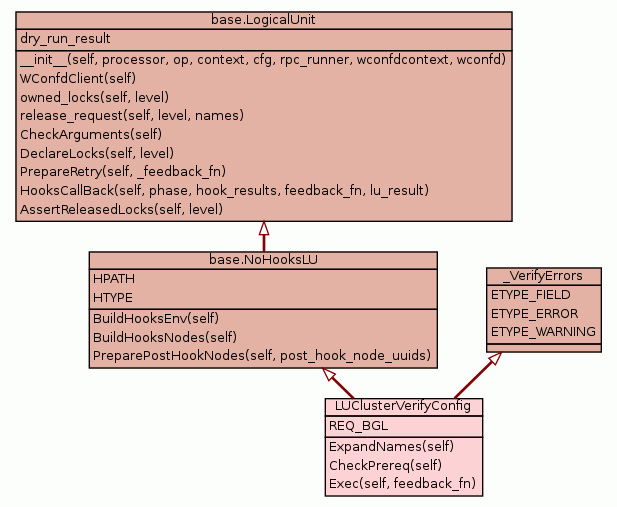 base.LogicalUnit
dry_run_result
__init__(self, processor, op, context, cfg, rpc_runner, wconfdcontext, wconfd)
WConfdClient(self)
owned_locks(self, level)
release_request(self, level, names)
CheckArguments(self)
DeclareLocks(self, level)
PrepareRetry(self, _feedback_fn)
HooksCallBack(self, phase, hook_results, feedback_fn, lu_result)
AssertReleasedLocks(self, level)
base.NoHooksLU
HPATH
HTYPE
BuildHooksEnv(self)
BuildHooksNodes(self)
PreparePostHookNodes(self, post_hook_node_uuids)
_VerifyErrors
ETYPE_FIELD
ETYPE_ERROR
ETYPE_WARNING
LUClusterVerifyConfig
REQ_BGL
ExpandNames(self)
CheckPrereq(self)
Exec(self, feedback_fn)